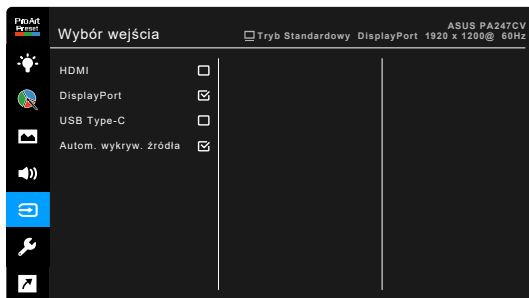 ProArt
Preset
Wybór wejścia
ASUS PA247CV
Tryb Standardowy DisplayPort 1920 x 1200@ 60Hz
HDMI
DisplayPort
USB Type-C
Autom. wykryw. źródła